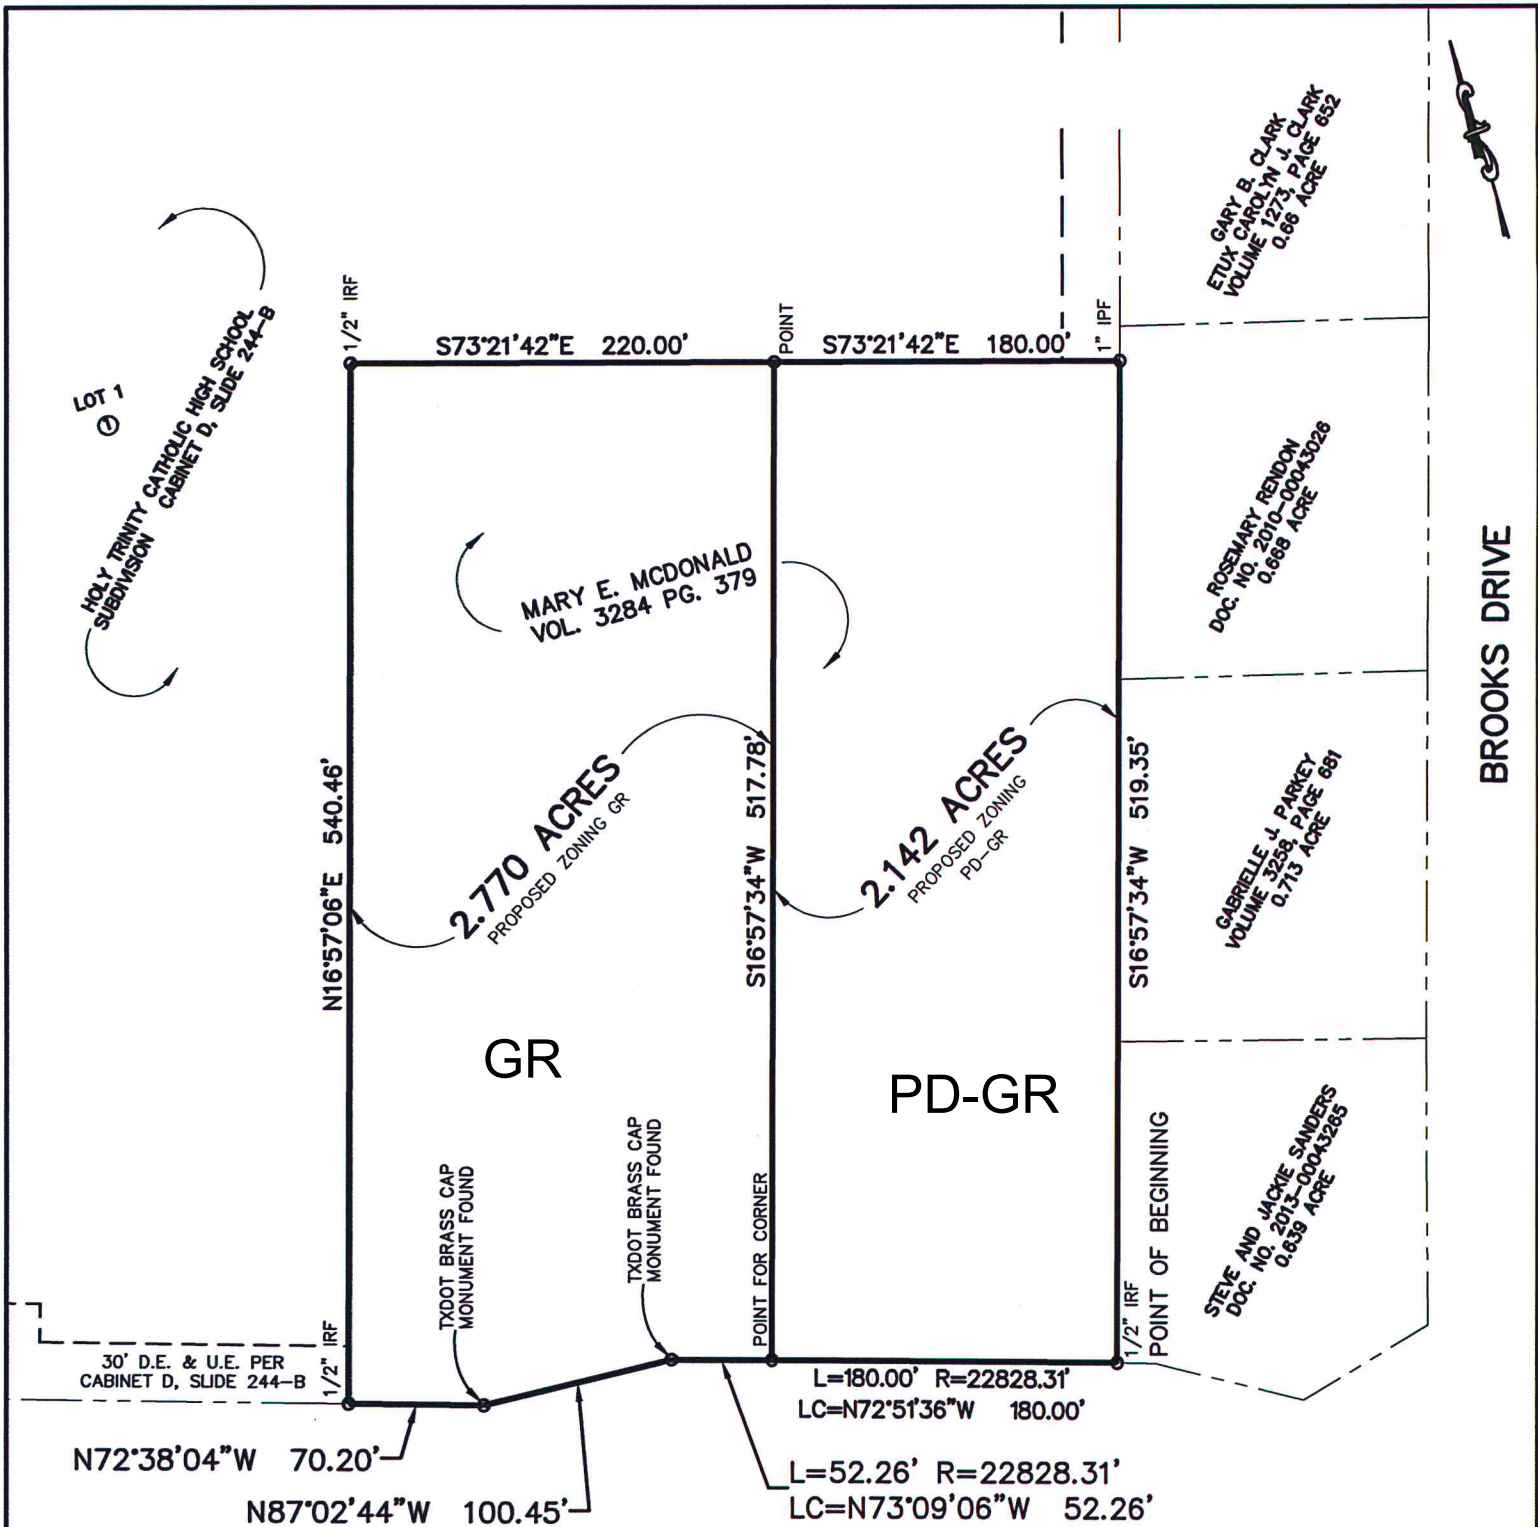 GARY B. CLARK
ETUX CAROLYN J. CLARK
VOLUME 1273, PAGE 652
0.66 ACRE
1/2" IRF
S73°21'42"E 220.00'
POINT
S73°21'42"E 180.00'
1" IPF
LOT 1
1
HOLY TRINITY CATHOLIC HIGH SCHOOL
SUBDIVISION CABINET D, SLIDE 244-B
MARY E. MCDONALD
VOL. 3284 PG. 379
ROSEMARY RENDON
DOC. NO. 2010-00043026
0.668 ACRE
BROOKS DRIVE
N16°57'06"E 540.46'
2.770 ACRES
PROPOSED ZONING GR
S16°57'34"W 517.78'
2.142 ACRES
PROPOSED ZONING
PD-GR
S16°57'34"W 519.35'
GABRIELLE J. PARKEY
VOLUME 3258, PAGE 681
0.713 ACRE
GR
PD-GR
TXDOT BRASS CAP
MONUMENT FOUND
TXDOT BRASS CAP
MONUMENT FOUND
POINT FOR CORNER
1/2" IRF
POINT OF BEGINNING
STEVE AND JACKIE SANDERS
DOC. NO. 2013-00043265
0.639 ACRE
30' D.E. & U.E. PER
CABINET D, SLIDE 244-B
1/2" IRF
L=180.00' R=22828.31'
LC=N72°51'36"W 180.00'
N72°38'04"W 70.20'
N87°02'44"W 100.45'
L=52.26' R=22828.31'
LC=N73°09'06"W 52.26'